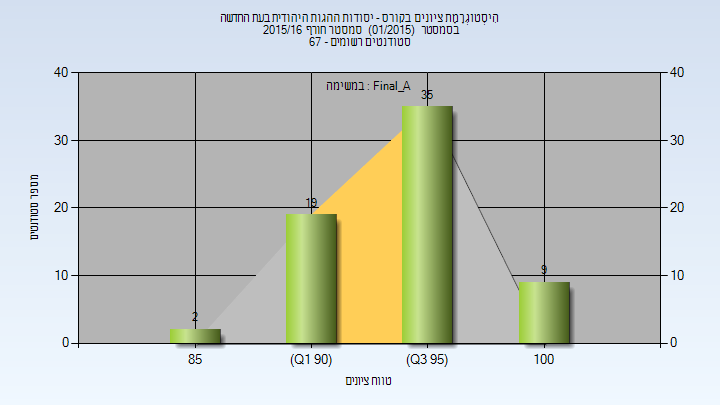 הִיסְטוֹגְרָמַת ציונים בקורס - יסודות ההגות היהודית בעת החדשה
בסמסטר (01/2015) סמסטר חורף 2015/16
סטודנטים רשומים - 67
במשימה : Final_A
40 40
30 30
20 20
10 10
0 0
35
19
9
2
מספר סטודנטים
85 (Q1 90) (Q3 95) 100
טווח ציונים